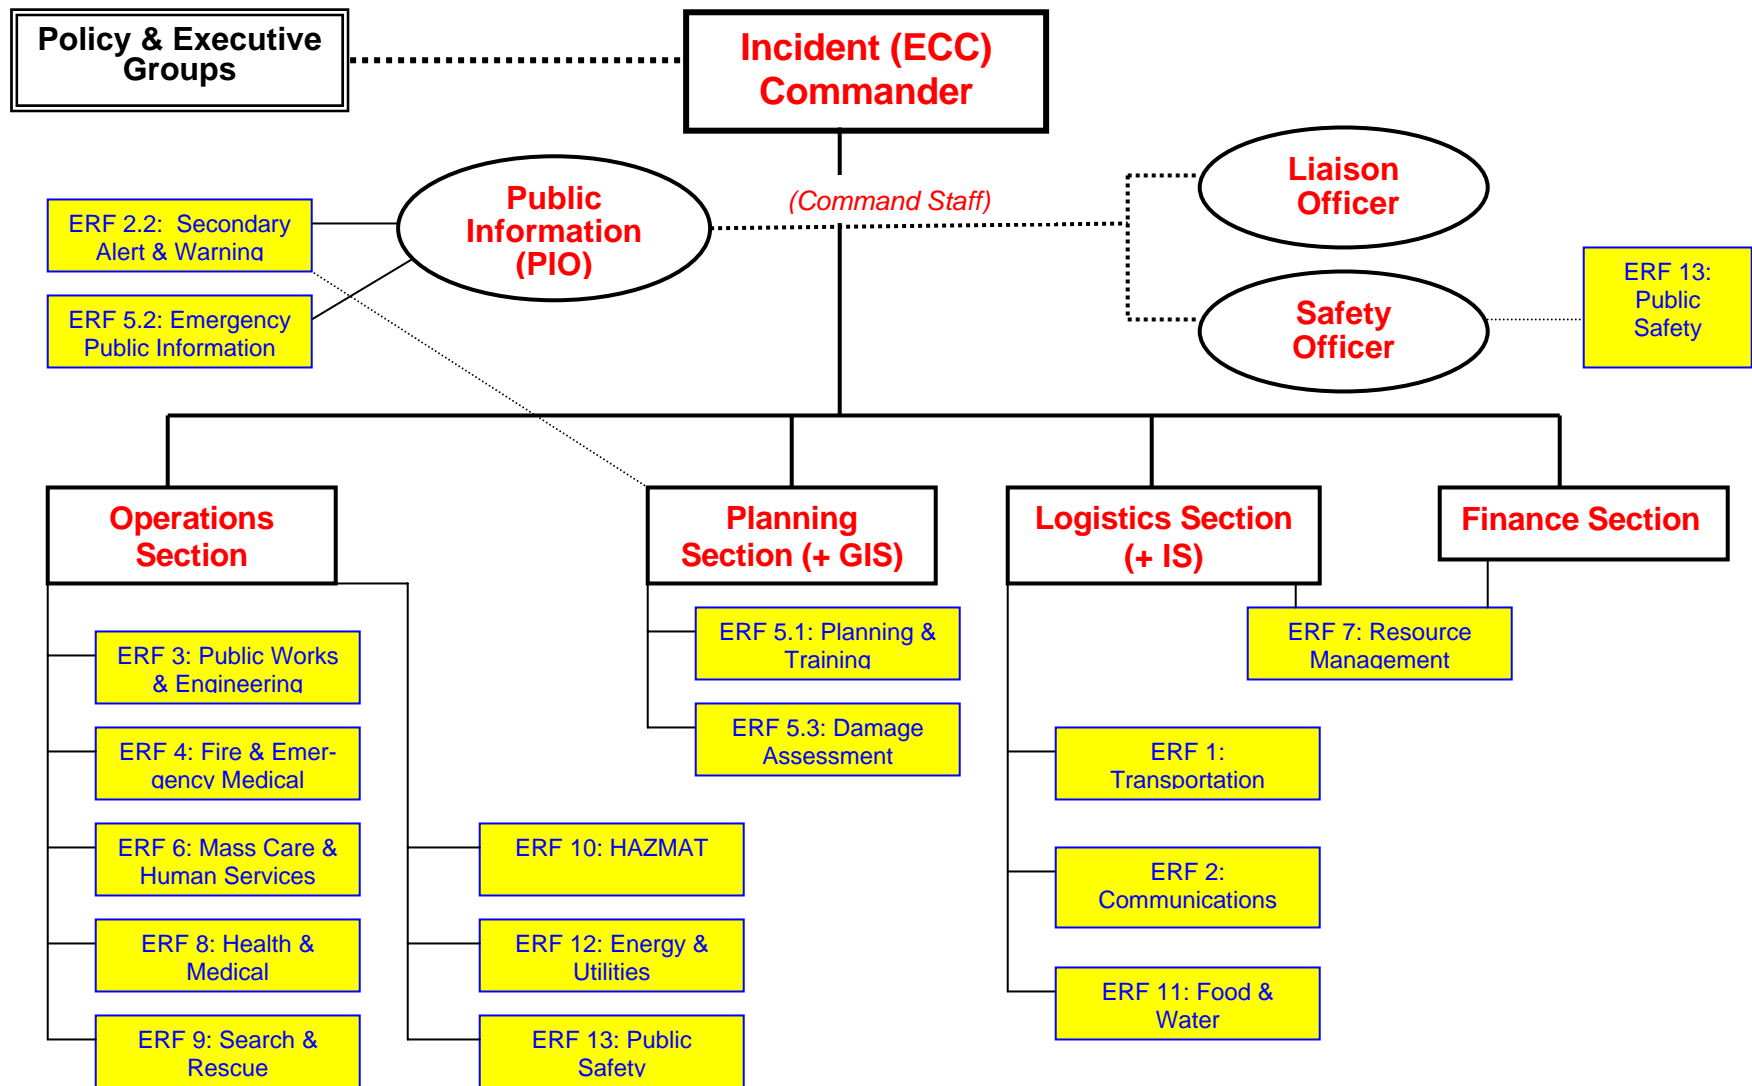 Policy & Executive
Groups
Incident (ECC)
Commander
Liaison
Officer
Public
Information
(PIO)
(Command Staff)
ERF 2.2:  Secondary
Alert & Warning
ERF 5.2: Emergency
Public Information
Safety
Officer
ERF 13:
Public
Safety
Operations
Section
Planning
Section (+ GIS)
Logistics Section
(+ IS)
Finance Section
ERF 3: Public Works
& Engineering
ERF 4: Fire & Emer-
gency Medical
ERF 6: Mass Care &
Human Services
ERF 8: Health &
Medical
ERF 9: Search &
Rescue
ERF 10: HAZMAT
ERF 12: Energy &
Utilities
ERF 13: Public
Safety
ERF 5.1: Planning &
Training
ERF 5.3: Damage
Assessment
ERF 7: Resource
Management
ERF 1:
Transportation
ERF 2:
Communications
ERF 11: Food &
Water